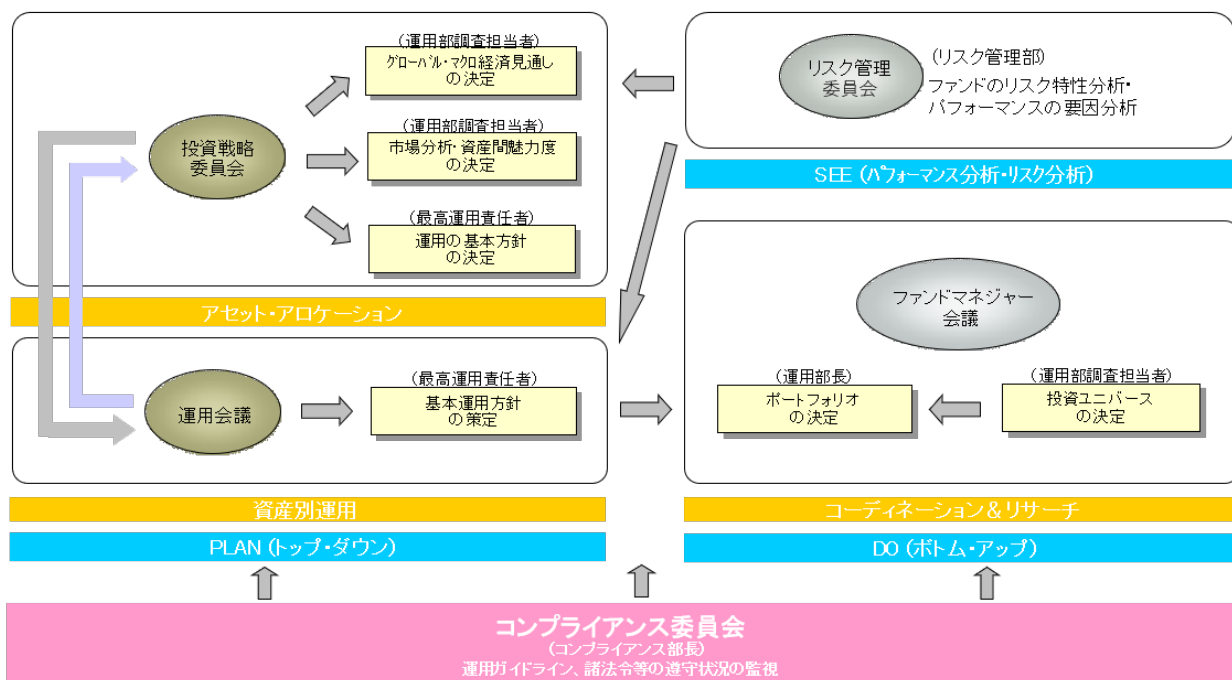 (運用部調査担当者)
グローバル・マクロ経済見通し
の決定
投資戦略
委員会
(運用部調査担当者)
市場分析・資産間魅力度
の決定
(最高運用責任者)
運用の基本方針
の決定
アセット・アロケーション
運用会議
(最高運用責任者)
基本運用方針
の策定
資産別運用
PLAN (トップ・ダウン)
リスク管理
委員会
(リスク管理部)
ファンドのリスク特性分析・
パフォーマンスの要因分析
SEE (パフォーマンス分析・リスク分析)
ファンドマネジャー
会議
(運用部長)
ポートフォリオ
の決定
(運用部調査担当者)
投資ユニバース
の決定
コーディネーション&リサーチ
DO (ボトム・アップ)
コンプライアンス委員会
(コンプライアンス部長)
運用ガイドライン、諸法令等の遵守状況の監視